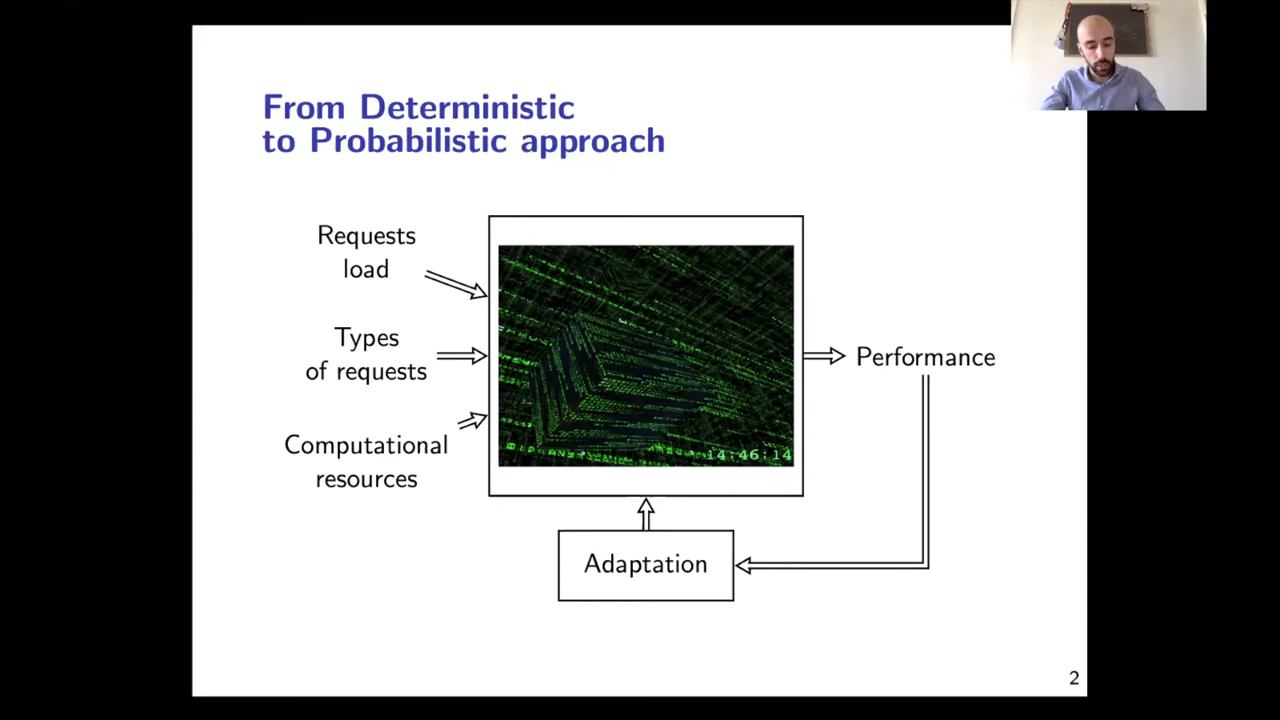 From Deterministic
to Probabilistic approach
Requests
load
Types
of requests
Computational
resources
14:46:14
Performance
Adaptation
2